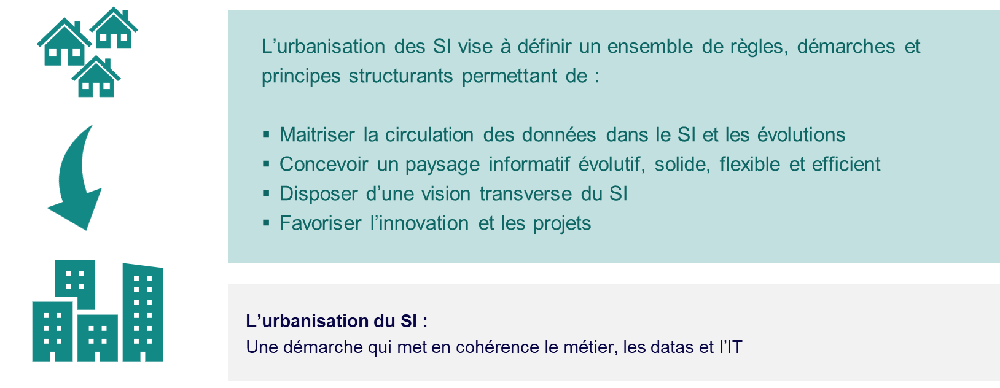 L’urbanisation des SI vise à définir un ensemble de règles, démarches et
principes structurants permettant de :
▪ Maitriser la circulation des données dans le SI et les évolutions
▪ Concevoir un paysage informatif évolutif, solide, flexible et efficient
▪ Disposer d’une vision transverse du SI
▪ Favoriser l’innovation et les projets
L’urbanisation du SI :
Une démarche qui met en cohérence le métier, les datas et l’IT